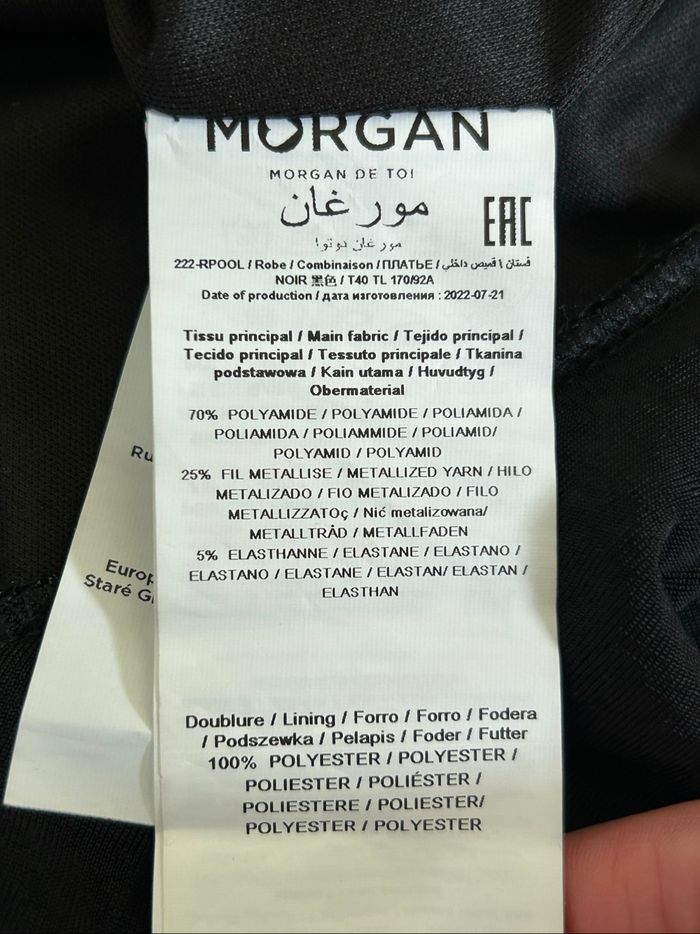 MORGAN
MORGAN DE TOI
مورغان
مورغان دوتوا
EAC
222-RPOOL / Robe / Combinaison / ПЛАТЬЕ / فستان \ قميص داخلي
NOIR 黑色 / T40 TL 170/92A
Date of production / дата изготовления : 2022-07-21
Tissu principal / Main fabric / Tejido principal /
Tecido principal / Tessuto principale / Tkanina
podstawowa / Kain utama / Huvudtyg /
Obermaterial
70% POLYAMIDE / POLYAMIDE / POLIAMIDA /
POLIAMIDA / POLIAMMIDE / POLIAMID/
POLYAMID / POLYAMID
25% FIL METALLISE / METALLIZED YARN / HILO
METALIZADO / FIO METALIZADO / FILO
METALLIZZATOç / Nić metalizowana/
METALLTRÅD / METALLFADEN
5% ELASTHANNE / ELASTANE / ELASTANO /
ELASTANO / ELASTANE / ELASTAN/ ELASTAN /
ELASTHAN
Doublure / Lining / Forro / Forro / Fodera
/ Podszewka / Pelapis / Foder / Futter
100% POLYESTER / POLYESTER /
POLIESTER / POLIÉSTER /
POLIESTERE / POLIESTER/
POLYESTER / POLYESTER
Ru
Europ
Staré G